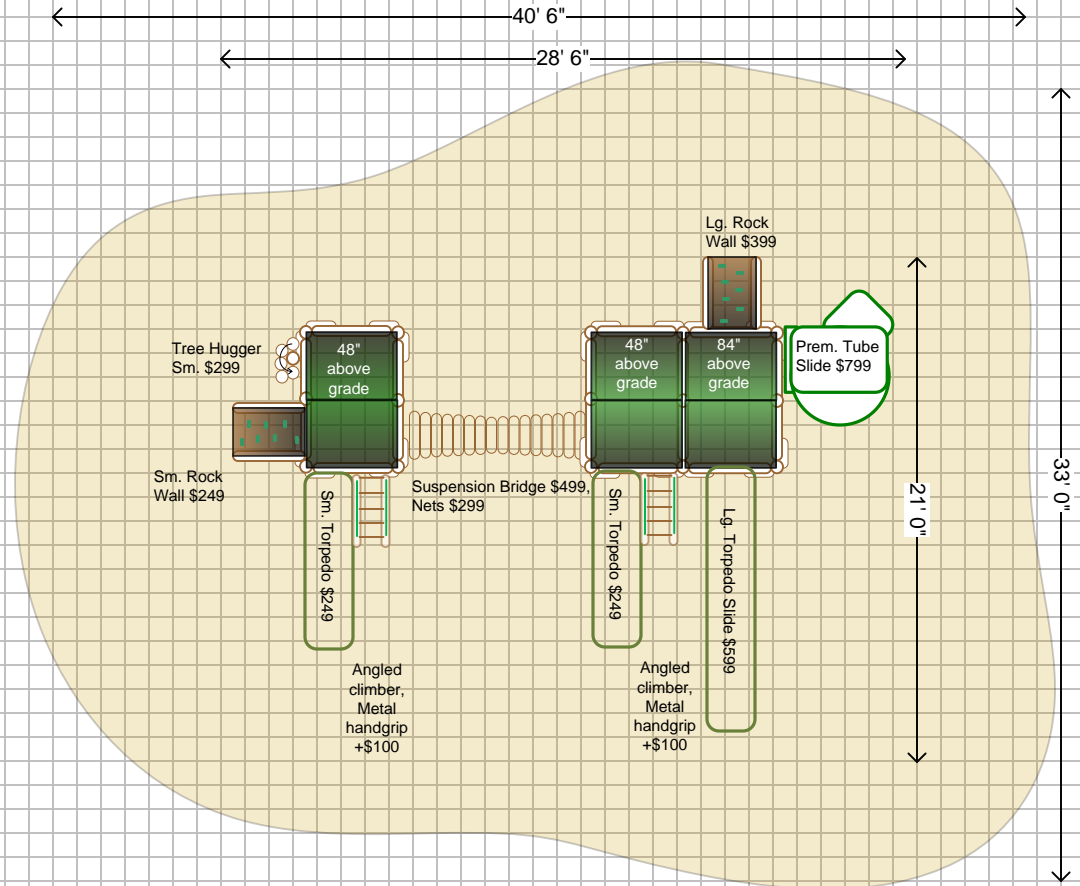 40' 6"
28' 6"
Lg. Rock
Wall $399
Tree Hugger
Sm. $299
48"
above
grade
48"
above
grade
84"
above
grade
Prem. Tube
Slide $799
Sm. Rock
Wall $249
Suspension Bridge $499,
Nets $299
Sm. Torpedo $249
Sm. Torpedo $249
Lg. Torpedo Slide $599
21' 0"
33' 0"
Angled
climber,
Metal
handgrip
+$100
Angled
climber,
Metal
handgrip
+$100